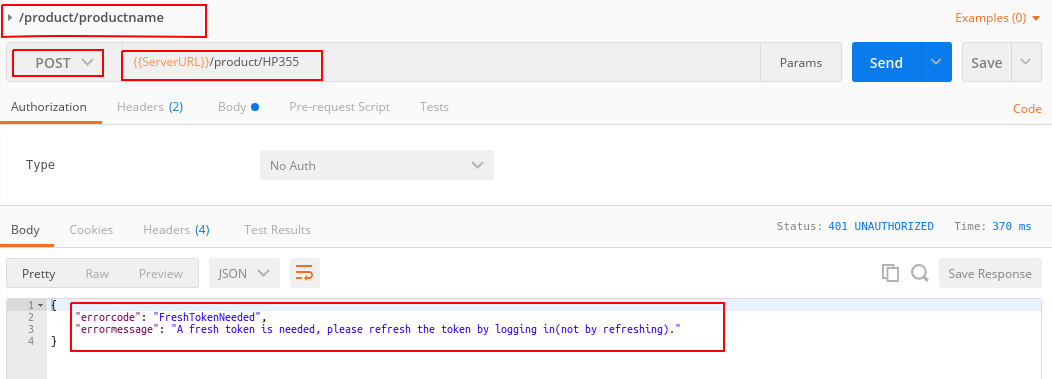 /product/productname
Examples (0)
POST {{ServerURL}}/product/HP355 Params Send Save
Authorization Headers (2) Body Pre-request Script Tests Code
Type No Auth
Body Cookies Headers (4) Test Results Status: 401 UNAUTHORIZED Time: 370 ms
Pretty Raw Preview JSON Save Response
1 {
2 "errorcode": "FreshTokenNeeded",
3 "errormessage": "A fresh token is needed, please refresh the token by logging in(not by refreshing)."
4 }